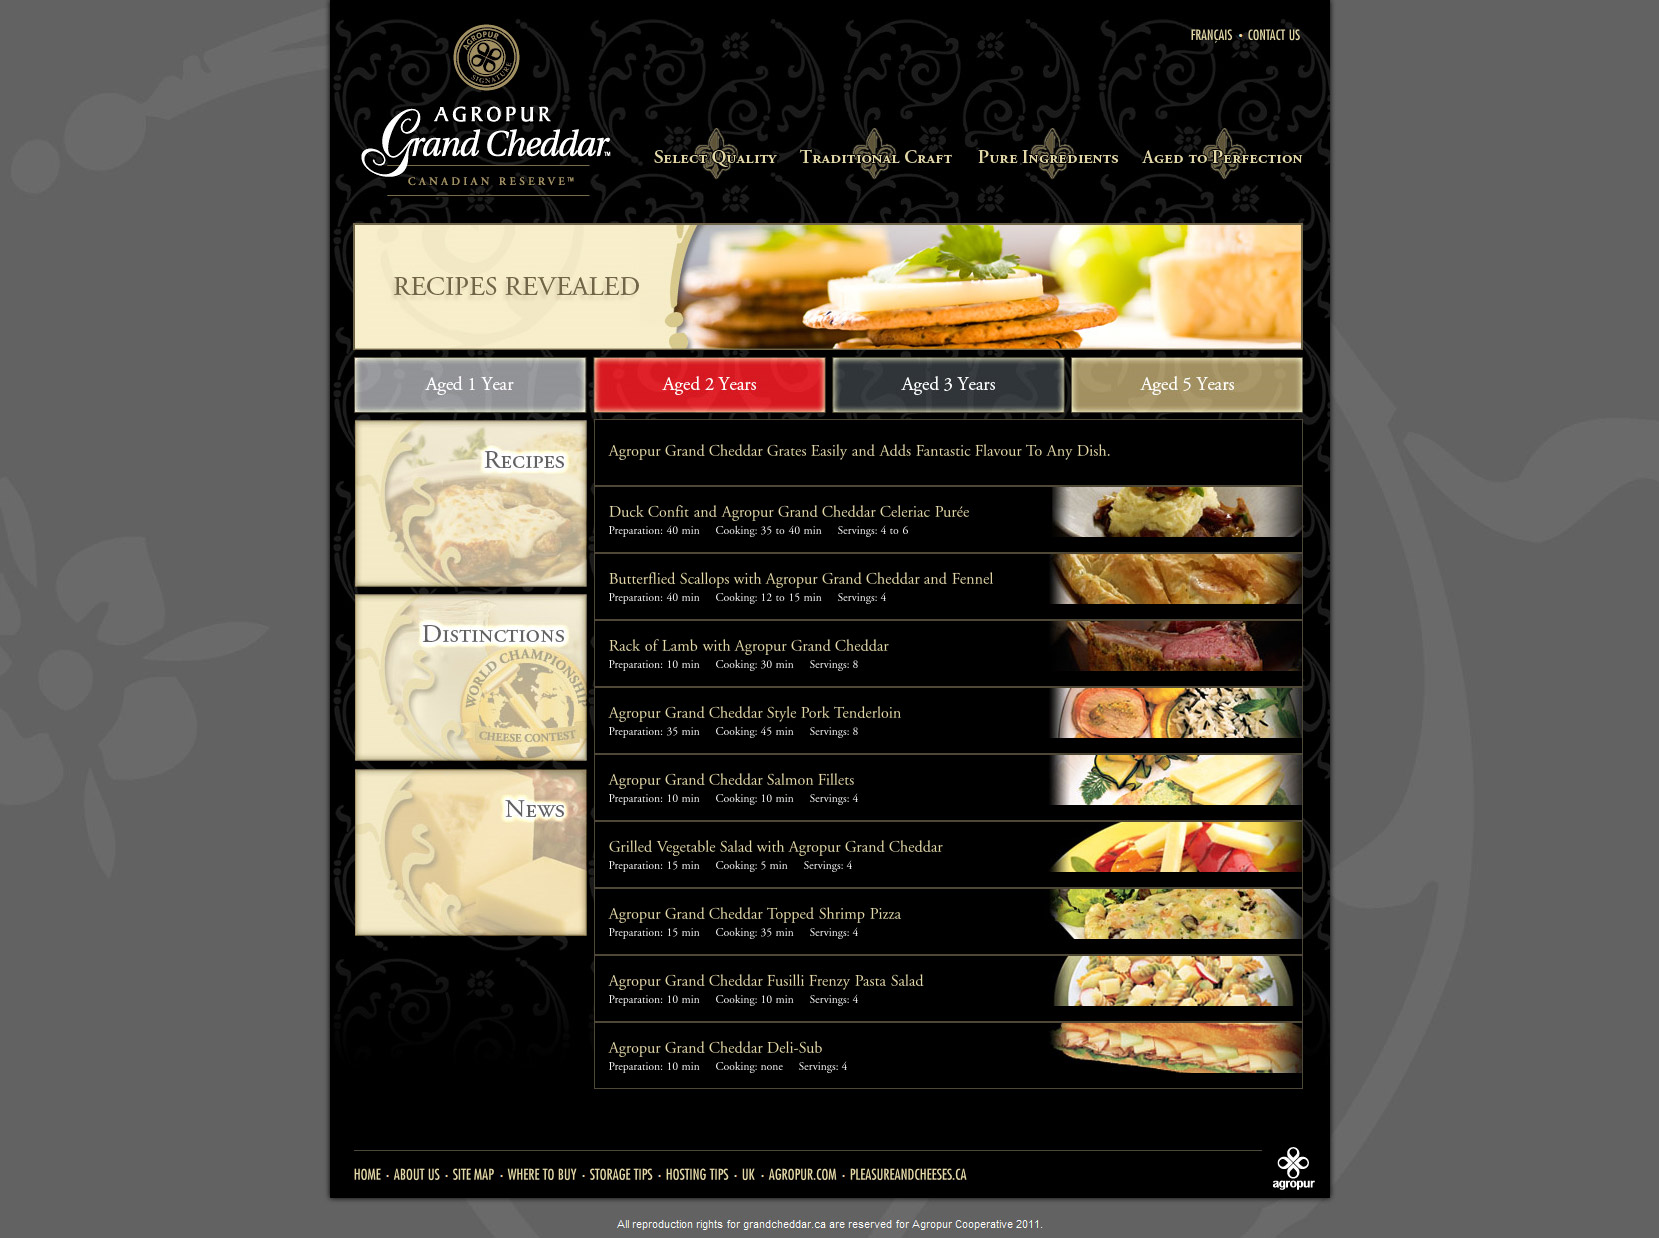 FRANÇAIS • CONTACT US
AGROPUR
SIGNATURE
AGROPUR
Grand Cheddar™
CANADIAN RESERVE™
SELECT QUALITY
TRADITIONAL CRAFT
PURE INGREDIENTS
AGED TO PERFECTION
RECIPES REVEALED
Aged 1 Year
Aged 2 Years
Aged 3 Years
Aged 5 Years
RECIPES
DISTINCTIONS
WORLD CHAMPIONSHIP
CHEESE CONTEST
NEWS
Agropur Grand Cheddar Grates Easily and Adds Fantastic Flavour To Any Dish.
Duck Confit and Agropur Grand Cheddar Celeriac Purée
Preparation: 40 min Cooking: 35 to 40 min Servings: 4 to 6
Butterflied Scallops with Agropur Grand Cheddar and Fennel
Preparation: 40 min Cooking: 12 to 15 min Servings: 4
Rack of Lamb with Agropur Grand Cheddar
Preparation: 10 min Cooking: 30 min Servings: 8
Agropur Grand Cheddar Style Pork Tenderloin
Preparation: 35 min Cooking: 45 min Servings: 8
Agropur Grand Cheddar Salmon Fillets
Preparation: 10 min Cooking: 10 min Servings: 4
Grilled Vegetable Salad with Agropur Grand Cheddar
Preparation: 15 min Cooking: 5 min Servings: 4
Agropur Grand Cheddar Topped Shrimp Pizza
Preparation: 15 min Cooking: 35 min Servings: 4
Agropur Grand Cheddar Fusilli Frenzy Pasta Salad
Preparation: 10 min Cooking: 10 min Servings: 4
Agropur Grand Cheddar Deli-Sub
Preparation: 10 min Cooking: none Servings: 4
HOME • ABOUT US • SITE MAP • WHERE TO BUY • STORAGE TIPS • HOSTING TIPS • UK • AGROPUR.COM • PLEASUREANDCHEESES.CA
agropur
All reproduction rights for grandcheddar.ca are reserved for Agropur Cooperative 2011.